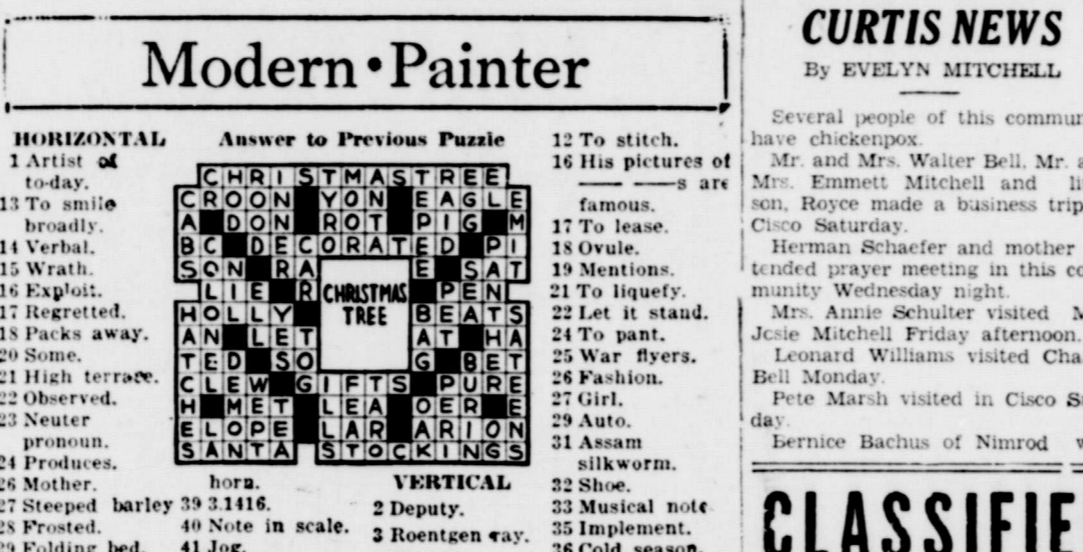 Modern • Painter
HORIZONTAL
1 Artist of
to-day.
13 To smile
broadly.
14 Verbal.
15 Wrath.
16 Exploit.
17 Regretted.
18 Packs away.
20 Some.
21 High terrace.
22 Observed.
23 Neuter
pronoun.
24 Produces.
26 Mother.
27 Steeped barley
28 Frosted.
29 Folding bed.
Answer to Previous Puzzle
CHRISTMASTREE
CROON YON EAGLE
A DON ROT PIG M
BC DECORATED PI
SON RA E SAT
LIE R PEN
HOLLY BEATS
AN LET AT HA
TED SO G BET
CLEW GIFTS PURE
H MET LEA OER E
ELOPE LAR ARION
SANTA STOCKINGS
CHRISTMAS
TREE
horn.
39 3.1416.
40 Note in scale.
41 Jog.
VERTICAL
2 Deputy.
3 Roentgen ray.
12 To stitch.
16 His pictures of
—— ——s are
famous.
17 To lease.
18 Ovule.
19 Mentions.
21 To liquefy.
22 Let it stand.
24 To pant.
25 War flyers.
26 Fashion.
27 Girl.
29 Auto.
31 Assam
silkworm.
32 Shoe.
33 Musical note
35 Implement.
36 Cold season.
CURTIS NEWS
By EVELYN MITCHELL
Several people of this commun
have chickenpox.
Mr. and Mrs. Walter Bell, Mr. a
Mrs. Emmett Mitchell and li
son, Royce made a business trip
Cisco Saturday.
Herman Schaefer and mother
tended prayer meeting in this co
munity Wednesday night.
Mrs. Annie Schulter visited M
Jcsie Mitchell Friday afternoon.
Leonard Williams visited Cha
Bell Monday.
Pete Marsh visited in Cisco Su
day.
Bernice Bachus of Nimrod w
CLASSIFIE